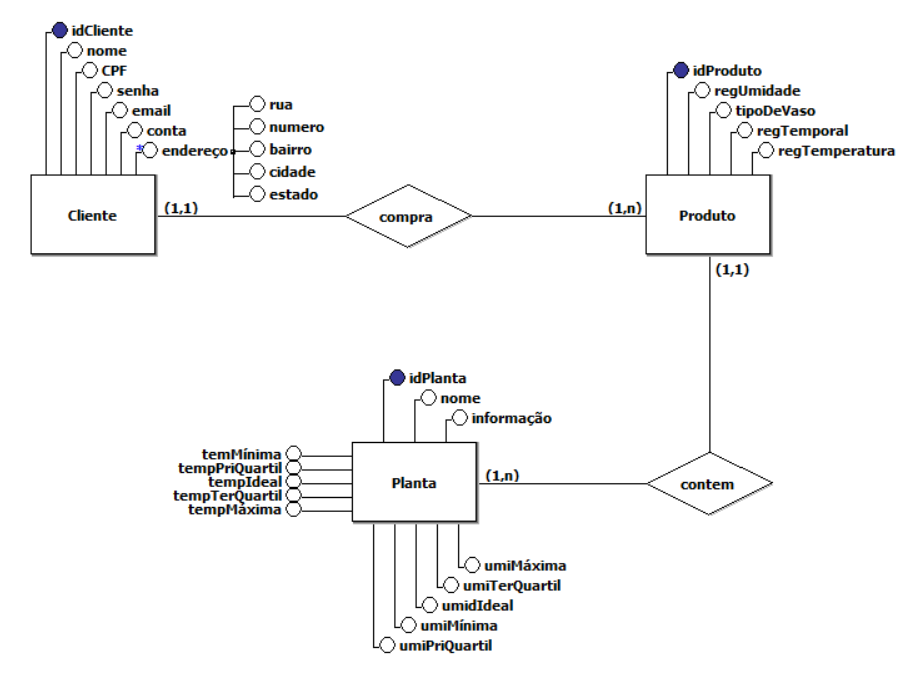 idCliente
nome
CPF
senha
email
conta
* endereço
rua
numero
bairro
cidade
estado
Cliente
(1,1)
compra
(1,n)
idProduto
regUmidade
tipoDeVaso
regTemporal
regTemperatura
Produto
(1,1)
contem
(1,n)
idPlanta
nome
informação
temMínima
tempPriQuartil
tempIdeal
tempTerQuartil
tempMáxima
Planta
umiMáxima
umiTerQuartil
umidIdeal
umiMínima
umiPriQuartil